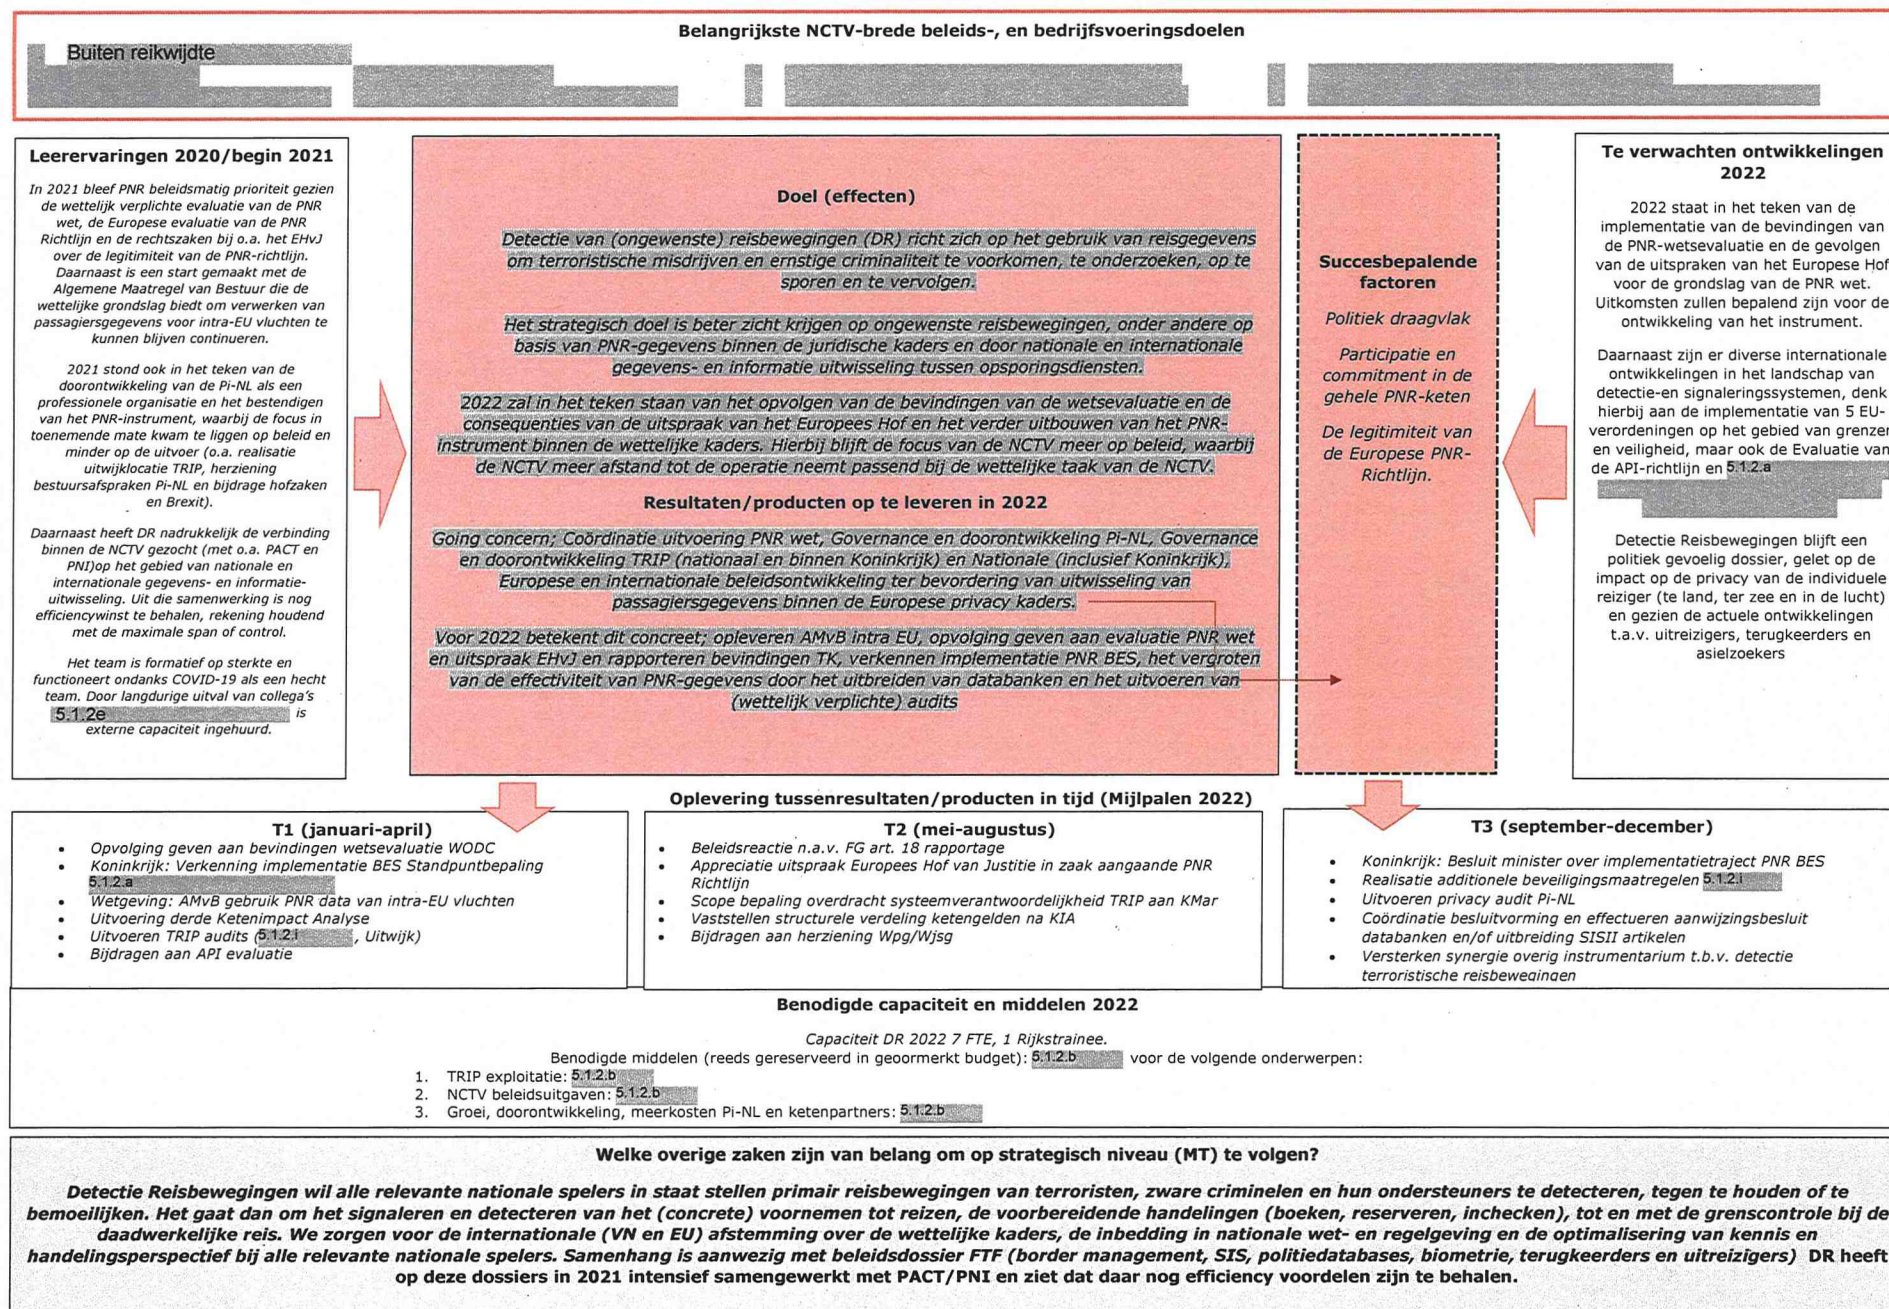 Belangrijkste NCTV-brede beleids-, en bedrijfsvoeringsdoelen
Buiten reikwijdte
Leerervaringen 2020/begin 2021
In 2021 bleef PNR beleidsmatig prioriteit gezien
de wettelijk verplichte evaluatie van de PNR
wet, de Europese evaluatie van de PNR
Richtlijn en de rechtszaken bij o.a. het EHvJ
over de legitimiteit van de PNR-richtlijn.
Daarnaast is een start gemaakt met de
Algemene Maatregel van Bestuur die de
wettelijke grondslag biedt om verwerken van
passagiersgegevens voor intra-EU vluchten te
kunnen blijven continueren.
2021 stond ook in het teken van de
doorontwikkeling van de Pi-NL als een
professionele organisatie en het bestendigen
van het PNR-instrument, waarbij de focus in
toenemende mate kwam te liggen op beleid en
minder op de uitvoer (o.a. realisatie
uitwijklocatie TRIP, herziening
bestuursafspraken Pi-NL en bijdrage hofzaken
en Brexit).
Daarnaast heeft DR nadrukkelijk de verbinding
binnen de NCTV gezocht (met o.a. PACT en
PNI)op het gebied van nationale en
internationale gegevens- en informatie-
uitwisseling. Uit die samenwerking is nog
efficiencywinst te behalen, rekening houdend
met de maximale span of control.
Het team is formatief op sterkte en
functioneert ondanks COVID-19 als een hecht
team. Door langdurige uitval van collega's
5.1.2e is
externe capaciteit ingehuurd.
Doel (effecten)
Detectie van (ongewenste) reisbewegingen (DR) richt zich op het gebruik van reisgegevens
om terroristische misdrijven en ernstige criminaliteit te voorkomen, te onderzoeken, op te
sporen en te vervolgen.
Het strategisch doel is beter zicht krijgen op ongewenste reisbewegingen, onder andere op
basis van PNR-gegevens binnen de juridische kaders en door nationale en internationale
gegevens- en informatie uitwisseling tussen opsporingsdiensten.
2022 zal in het teken staan van het opvolgen van de bevindingen van de wetsevaluatie en de
consequenties van de uitspraak van het Europees Hof en het verder uitbouwen van het PNR-
instrument binnen de wettelijke kaders. Hierbij blijft de focus van de NCTV meer op beleid, waarbij
de NCTV meer afstand tot de operatie neemt passend bij de wettelijke taak van de NCTV.
Resultaten/producten op te leveren in 2022
Going concern; Coördinatie uitvoering PNR wet, Governance en doorontwikkeling Pi-NL, Governance
en doorontwikkeling TRIP (nationaal en binnen Koninkrijk) en Nationale (inclusief Koninkrijk),
Europese en internationale beleidsontwikkeling ter bevordering van uitwisseling van
passagiersgegevens binnen de Europese privacy kaders.
Voor 2022 betekent dit concreet; opleveren AMvB intra EU, opvolging geven aan evaluatie PNR wet
en uitspraak EHvJ en rapporteren bevindingen TK, verkennen implementatie PNR BES, het vergroten
van de effectiviteit van PNR-gegevens door het uitbreiden van databanken en het uitvoeren van
(wettelijk verplichte) audits
Succesbepalende
factoren
Politiek draagvlak
Participatie en
commitment in de
gehele PNR-keten
De legitimiteit van
de Europese PNR-
Richtlijn.
Te verwachten ontwikkelingen
2022
2022 staat in het teken van de
implementatie van de bevindingen van
de PNR-wetsevaluatie en de gevolgen
van de uitspraken van het Europese Hof
voor de grondslag van de PNR wet.
Uitkomsten zullen bepalend zijn voor de
ontwikkeling van het instrument.
Daarnaast zijn er diverse internationale
ontwikkelingen in het landschap van
detectie-en signaleringssystemen, denk
hierbij aan de implementatie van 5 EU-
verordeningen op het gebied van grenzen
en veiligheid, maar ook de Evaluatie van
de API-richtlijn en 5.1.2.a
Detectie Reisbewegingen blijft een
politiek gevoelig dossier, gelet op de
impact op de privacy van de individuele
reiziger (te land, ter zee en in de lucht)
en gezien de actuele ontwikkelingen
t.a.v. uitreizigers, terugkeerders en
asielzoekers
Oplevering tussenresultaten/producten in tijd (Mijlpalen 2022)
T1 (januari-april)
• Opvolging geven aan bevindingen wetsevaluatie WODC
• Koninkrijk: Verkenning implementatie BES Standpuntbepaling
5.1.2.a
• Wetgeving: AMvB gebruik PNR data van intra-EU vluchten
• Uitvoering derde Ketenimpact Analyse
• Uitvoeren TRIP audits (5.1.2.i , Uitwijk)
• Bijdragen aan API evaluatie
T2 (mei-augustus)
• Beleidsreactie n.a.v. FG art. 18 rapportage
• Appreciatie uitspraak Europees Hof van Justitie in zaak aangaande PNR
Richtlijn
• Scope bepaling overdracht systeemverantwoordelijkheid TRIP aan KMar
• Vaststellen structurele verdeling ketengelden na KIA
• Bijdragen aan herziening Wpg/Wjsg
T3 (september-december)
• Koninkrijk: Besluit minister over implementatietraject PNR BES
• Realisatie additionele beveiligingsmaatregelen 5.1.2.i
• Uitvoeren privacy audit Pi-NL
• Coördinatie besluitvorming en effectueren aanwijzingsbesluit
databanken en/of uitbreiding SISII artikelen
• Versterken synergie overig instrumentarium t.b.v. detectie
terroristische reisbewegingen
Benodigde capaciteit en middelen 2022
Capaciteit DR 2022 7 FTE, 1 Rijkstrainee.
Benodigde middelen (reeds gereserveerd in geoormerkt budget): 5.1.2.b voor de volgende onderwerpen:
1. TRIP exploitatie: 5.1.2.b
2. NCTV beleidsuitgaven: 5.1.2.b
3. Groei, doorontwikkeling, meerkosten Pi-NL en ketenpartners: 5.1.2.b
Welke overige zaken zijn van belang om op strategisch niveau (MT) te volgen?
Detectie Reisbewegingen wil alle relevante nationale spelers in staat stellen primair reisbewegingen van terroristen, zware criminelen en hun ondersteuners te detecteren, tegen te houden of te
bemoeilijken. Het gaat dan om het signaleren en detecteren van het (concrete) voornemen tot reizen, de voorbereidende handelingen (boeken, reserveren, inchecken), tot en met de grenscontrole bij de
daadwerkelijke reis. We zorgen voor de internationale (VN en EU) afstemming over de wettelijke kaders, de inbedding in nationale wet- en regelgeving en de optimalisering van kennis en
handelingsperspectief bij alle relevante nationale spelers. Samenhang is aanwezig met beleidsdossier FTF (border management, SIS, politiedatabases, biometrie, terugkeerders en uitreizigers) DR heeft
op deze dossiers in 2021 intensief samengewerkt met PACT/PNI en ziet dat daar nog efficiency voordelen zijn te behalen.